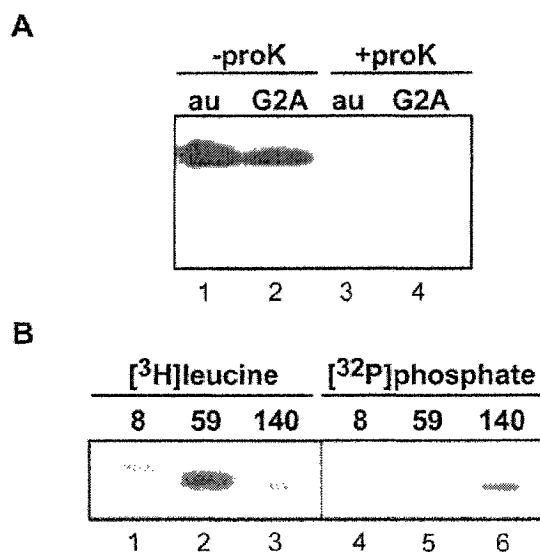 A
-proK +proK
au G2A au G2A
1 2 3 4
B
[³H]leucine [³²P]phosphate
8 59 140 8 59 140
1 2 3 4 5 6